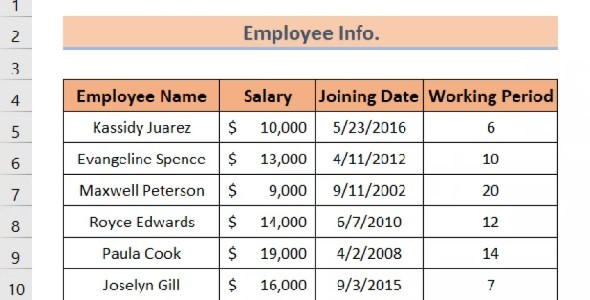 1
2 Employee Info.
3
4 Employee Name Salary Joining Date Working Period
5 Kassidy Juarez $ 10,000 5/23/2016 6
6 Evangeline Spence $ 13,000 4/11/2012 10
7 Maxwell Peterson $ 9,000 9/11/2002 20
8 Royce Edwards $ 14,000 6/7/2010 12
9 Paula Cook $ 19,000 4/2/2008 14
10 Joselyn Gill $ 16,000 9/3/2015 7